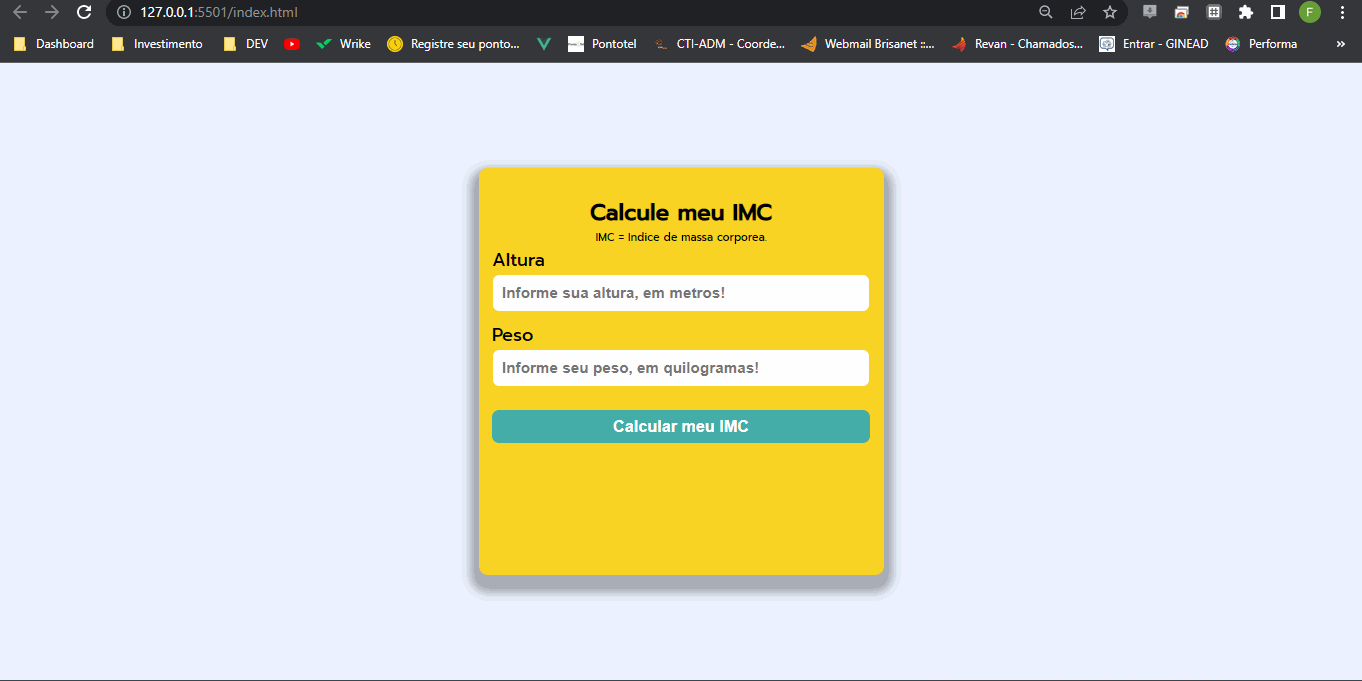 127.0.0.1:5501/index.html
F
Dashboard Investimento DEV Wrike Registre seu ponto... Pontotel CTI-ADM - Coorde... Webmail Brisanet ::... Revan - Chamados... Entrar - GINEAD Performa »
Calcule meu IMC
IMC = Indice de massa corporea.
Altura
Informe sua altura, em metros!
Peso
Informe seu peso, em quilogramas!
Calcular meu IMC